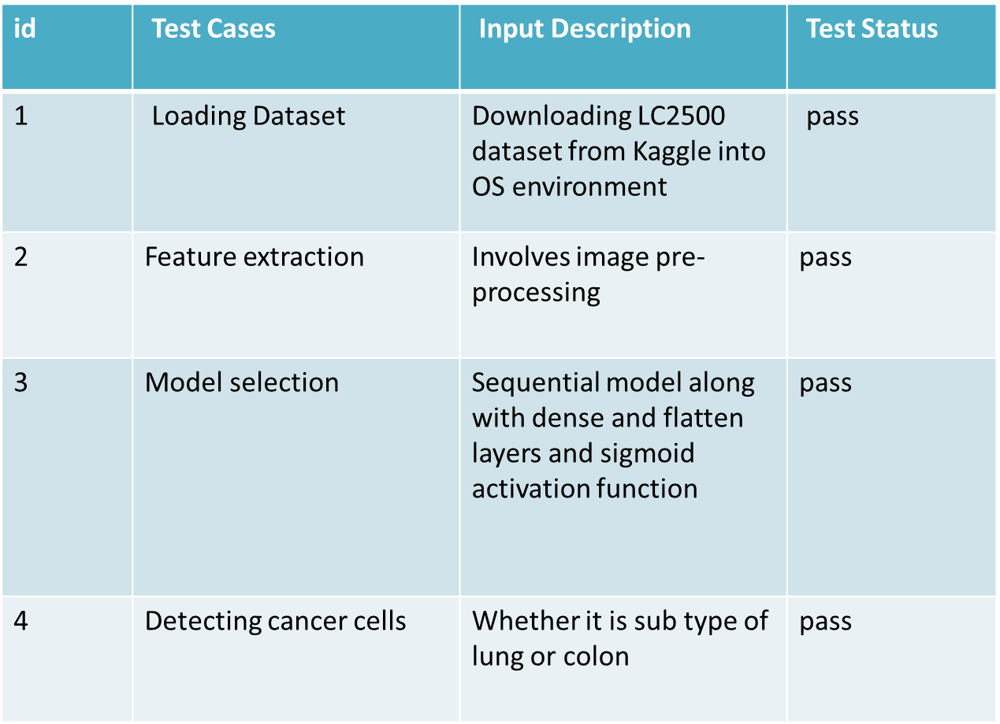 id Test Cases Input Description Test Status
1 Loading Dataset Downloading LC2500 pass
dataset from Kaggle into
OS environment
2 Feature extraction Involves image pre- pass
processing
3 Model selection Sequential model along pass
with dense and flatten
layers and sigmoid
activation function
4 Detecting cancer cells Whether it is sub type of pass
lung or colon